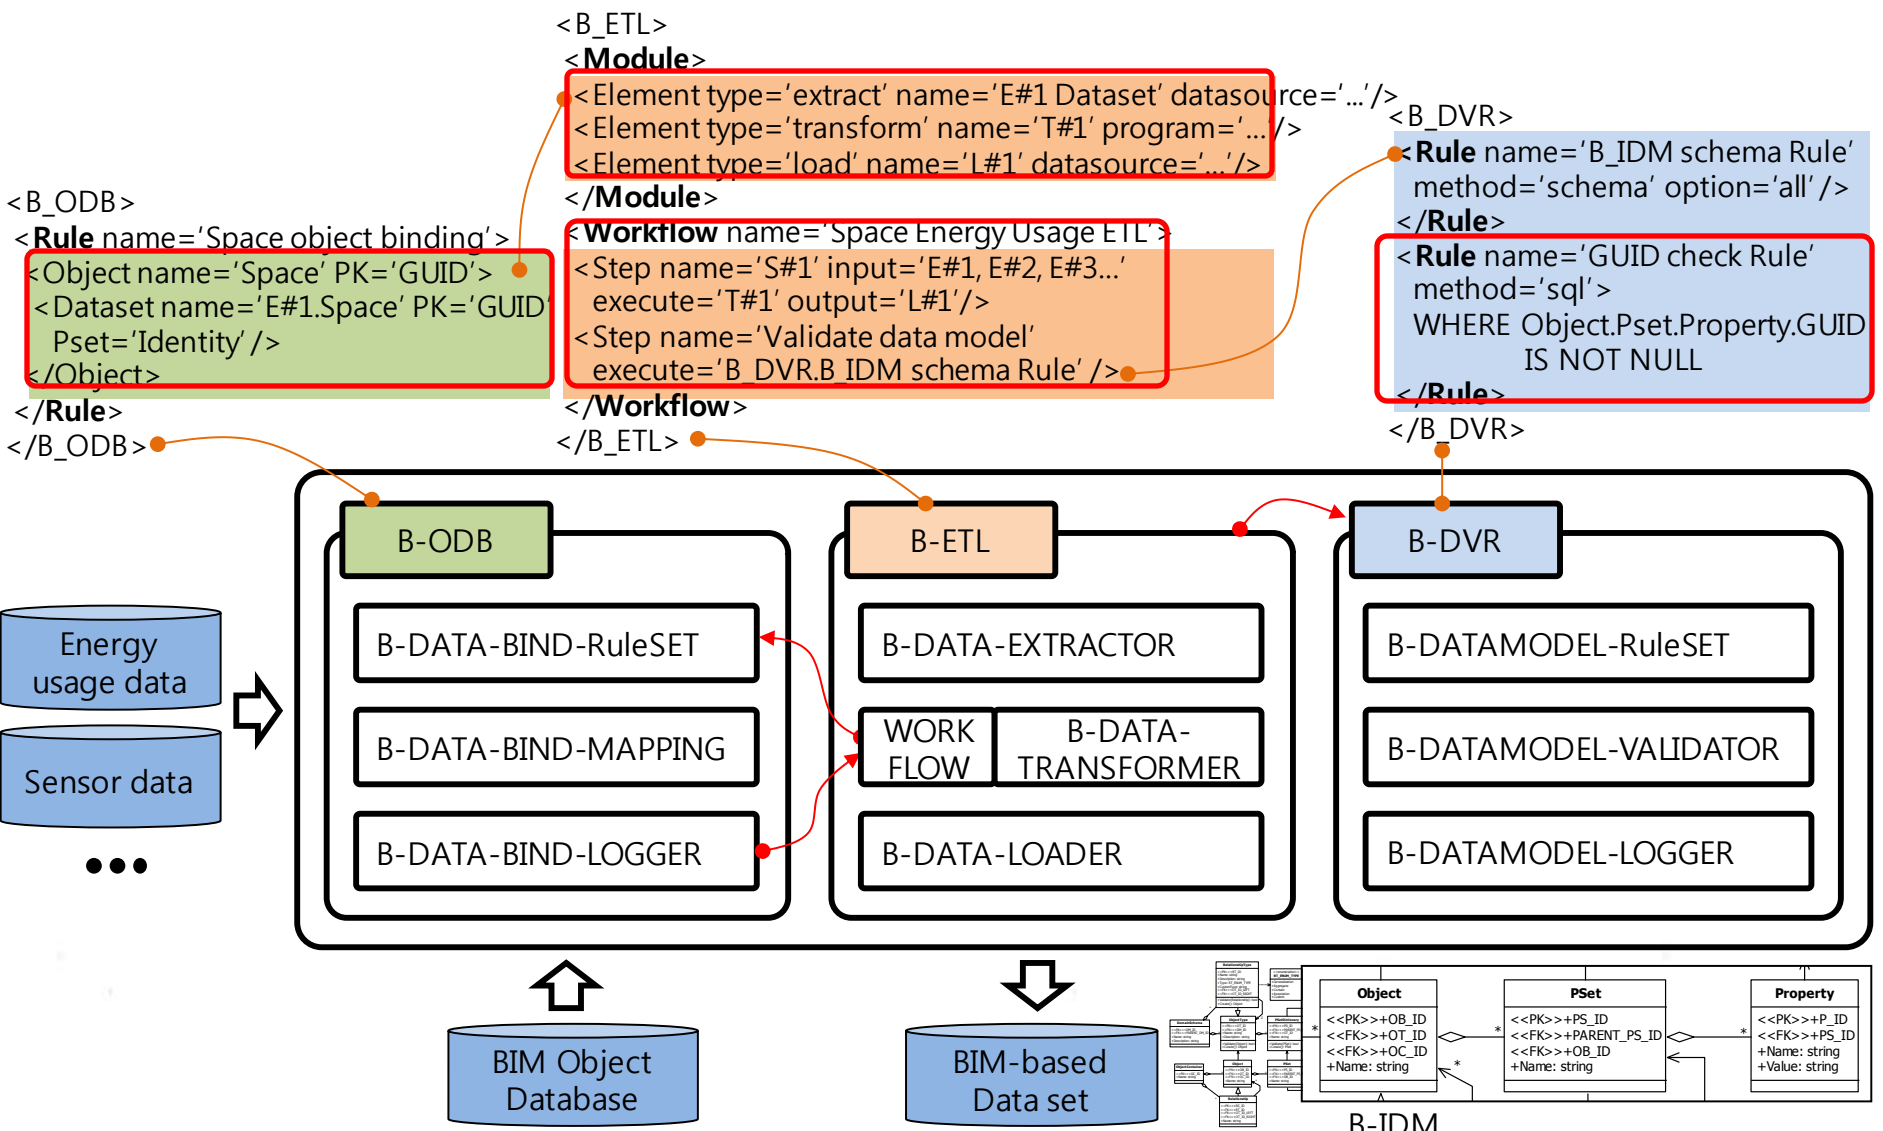 <B_ETL>
<Module>
<Element type='extract' name='E#1 Dataset' datasource='...'/>
<Element type='transform' name='T#1' program='...'/>
<Element type='load' name='L#1' datasource='...'/>
</Module>
<Workflow name='Space Energy Usage ETL'>
<Step name='S#1' input='E#1, E#2, E#3...'
execute='T#1' output='L#1'/>
<Step name='Validate data model'
execute='B_DVR.B_IDM schema Rule' />
</Workflow>
</B_ETL>
<B_ODB>
<Rule name='Space object binding'>
<Object name='Space' PK='GUID'>
<Dataset name='E#1.Space' PK='GUID'
Pset='Identity' />
</Object>
</Rule>
</B_ODB>
<B_DVR>
<Rule name='B_IDM schema Rule'
method='schema' option='all' />
</Rule>
<Rule name='GUID check Rule'
method='sql'>
WHERE Object.Pset.Property.GUID
IS NOT NULL
</Rule>
</B_DVR>
B-ODB
B-DATA-BIND-RuleSET
B-DATA-BIND-MAPPING
B-DATA-BIND-LOGGER
B-ETL
B-DATA-EXTRACTOR
WORK
FLOW
B-DATA-
TRANSFORMER
B-DATA-LOADER
B-DVR
B-DATAMODEL-RuleSET
B-DATAMODEL-VALIDATOR
B-DATAMODEL-LOGGER
Energy
usage data
Sensor data
•••
BIM Object
Database
BIM-based
Data set
Object
<<PK>>+OB_ID
<<FK>>+OT_ID
<<FK>>+OC_ID
+Name: string
*
*
PSet
<<PK>>+PS_ID
<<FK>>+PARENT_PS_ID
<<FK>>+OB_ID
+Name: string
*
*
Property
<<PK>>+P_ID
<<FK>>+PS_ID
+Name: string
+Value: string
B-IDM